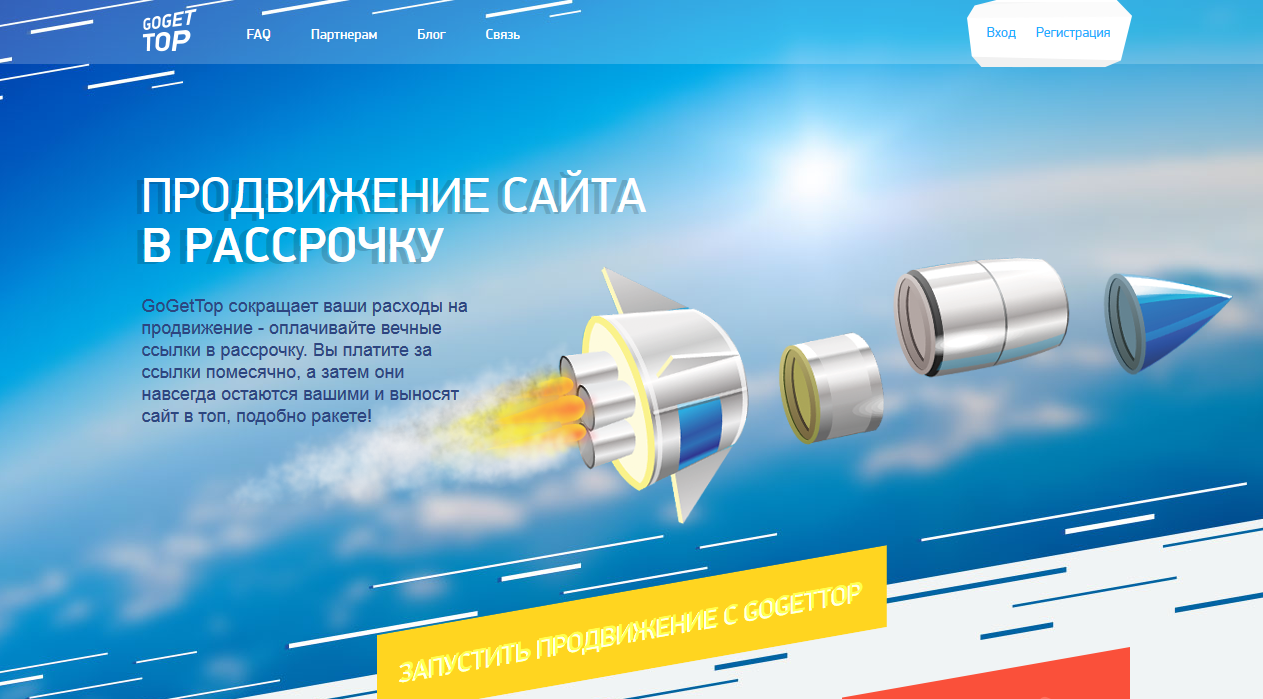 GOGET
TOP
FAQ Партнерам Блог Связь
Вход Регистрация
ПРОДВИЖЕНИЕ САЙТА
В РАССРОЧКУ
GoGetTop сокращает ваши расходы на
продвижение - оплачивайте вечные
ссылки в рассрочку. Вы платите за
ссылки помесячно, а затем они
навсегда остаются вашими и выносят
сайт в топ, подобно ракете!
ЗАПУСТИТЬ ПРОДВИЖЕНИЕ С GOGETTOP